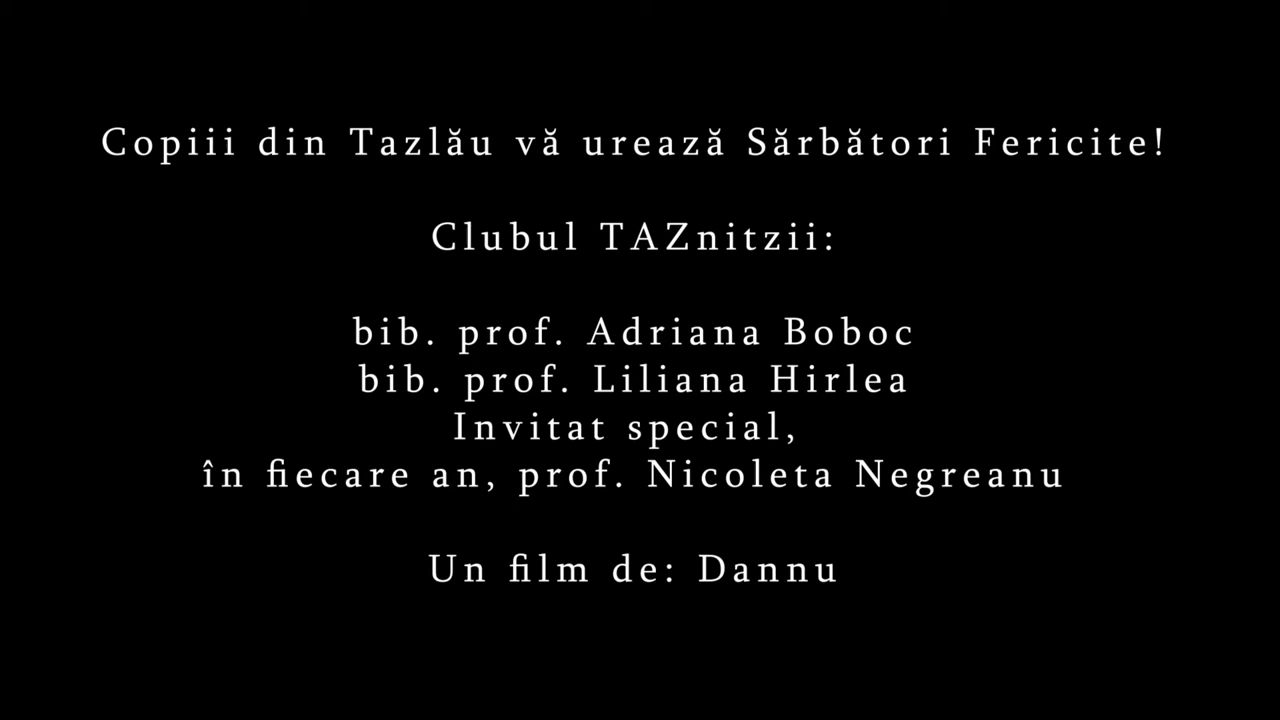 Copiii din Tazlău vă urează Sărbători Fericite!
Clubul TAZnitzii:
bib. prof. Adriana Boboc
bib. prof. Liliana Hirlea
Invitat special,
în fiecare an, prof. Nicoleta Negreanu
Un film de: Dannu